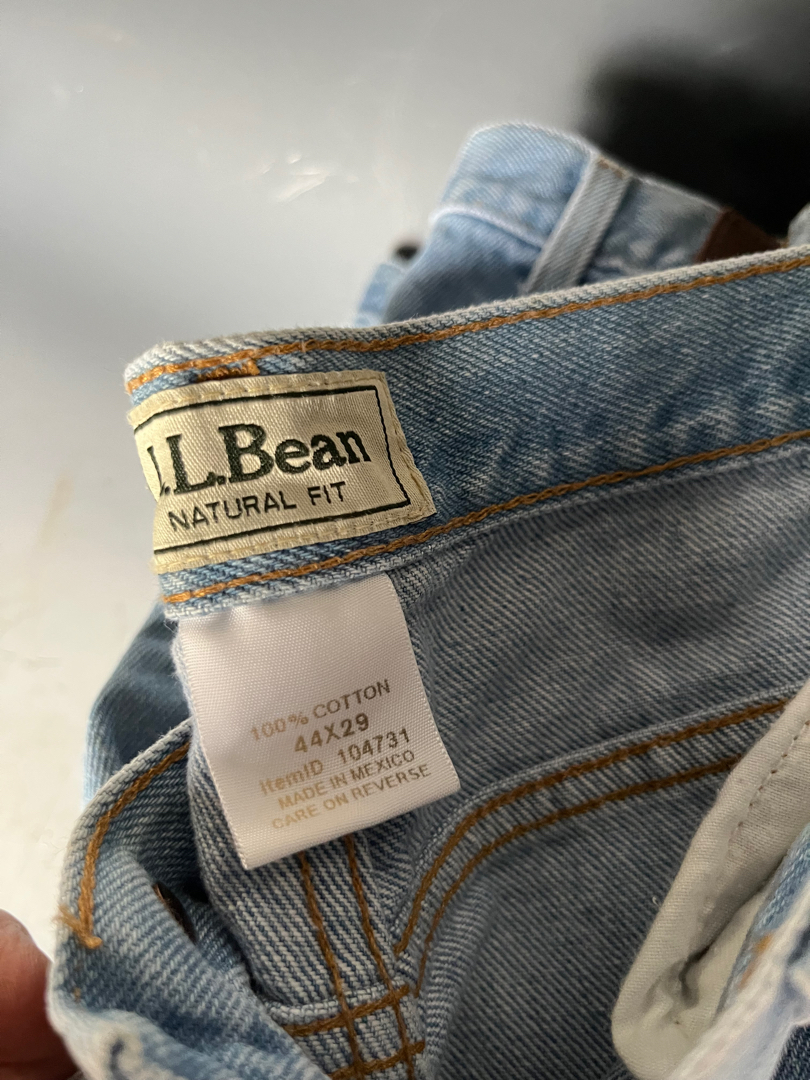 L.L.Bean
NATURAL FIT
100% COTTON
44X29
ItemID 104731
MADE IN MEXICO
CARE ON REVERSE